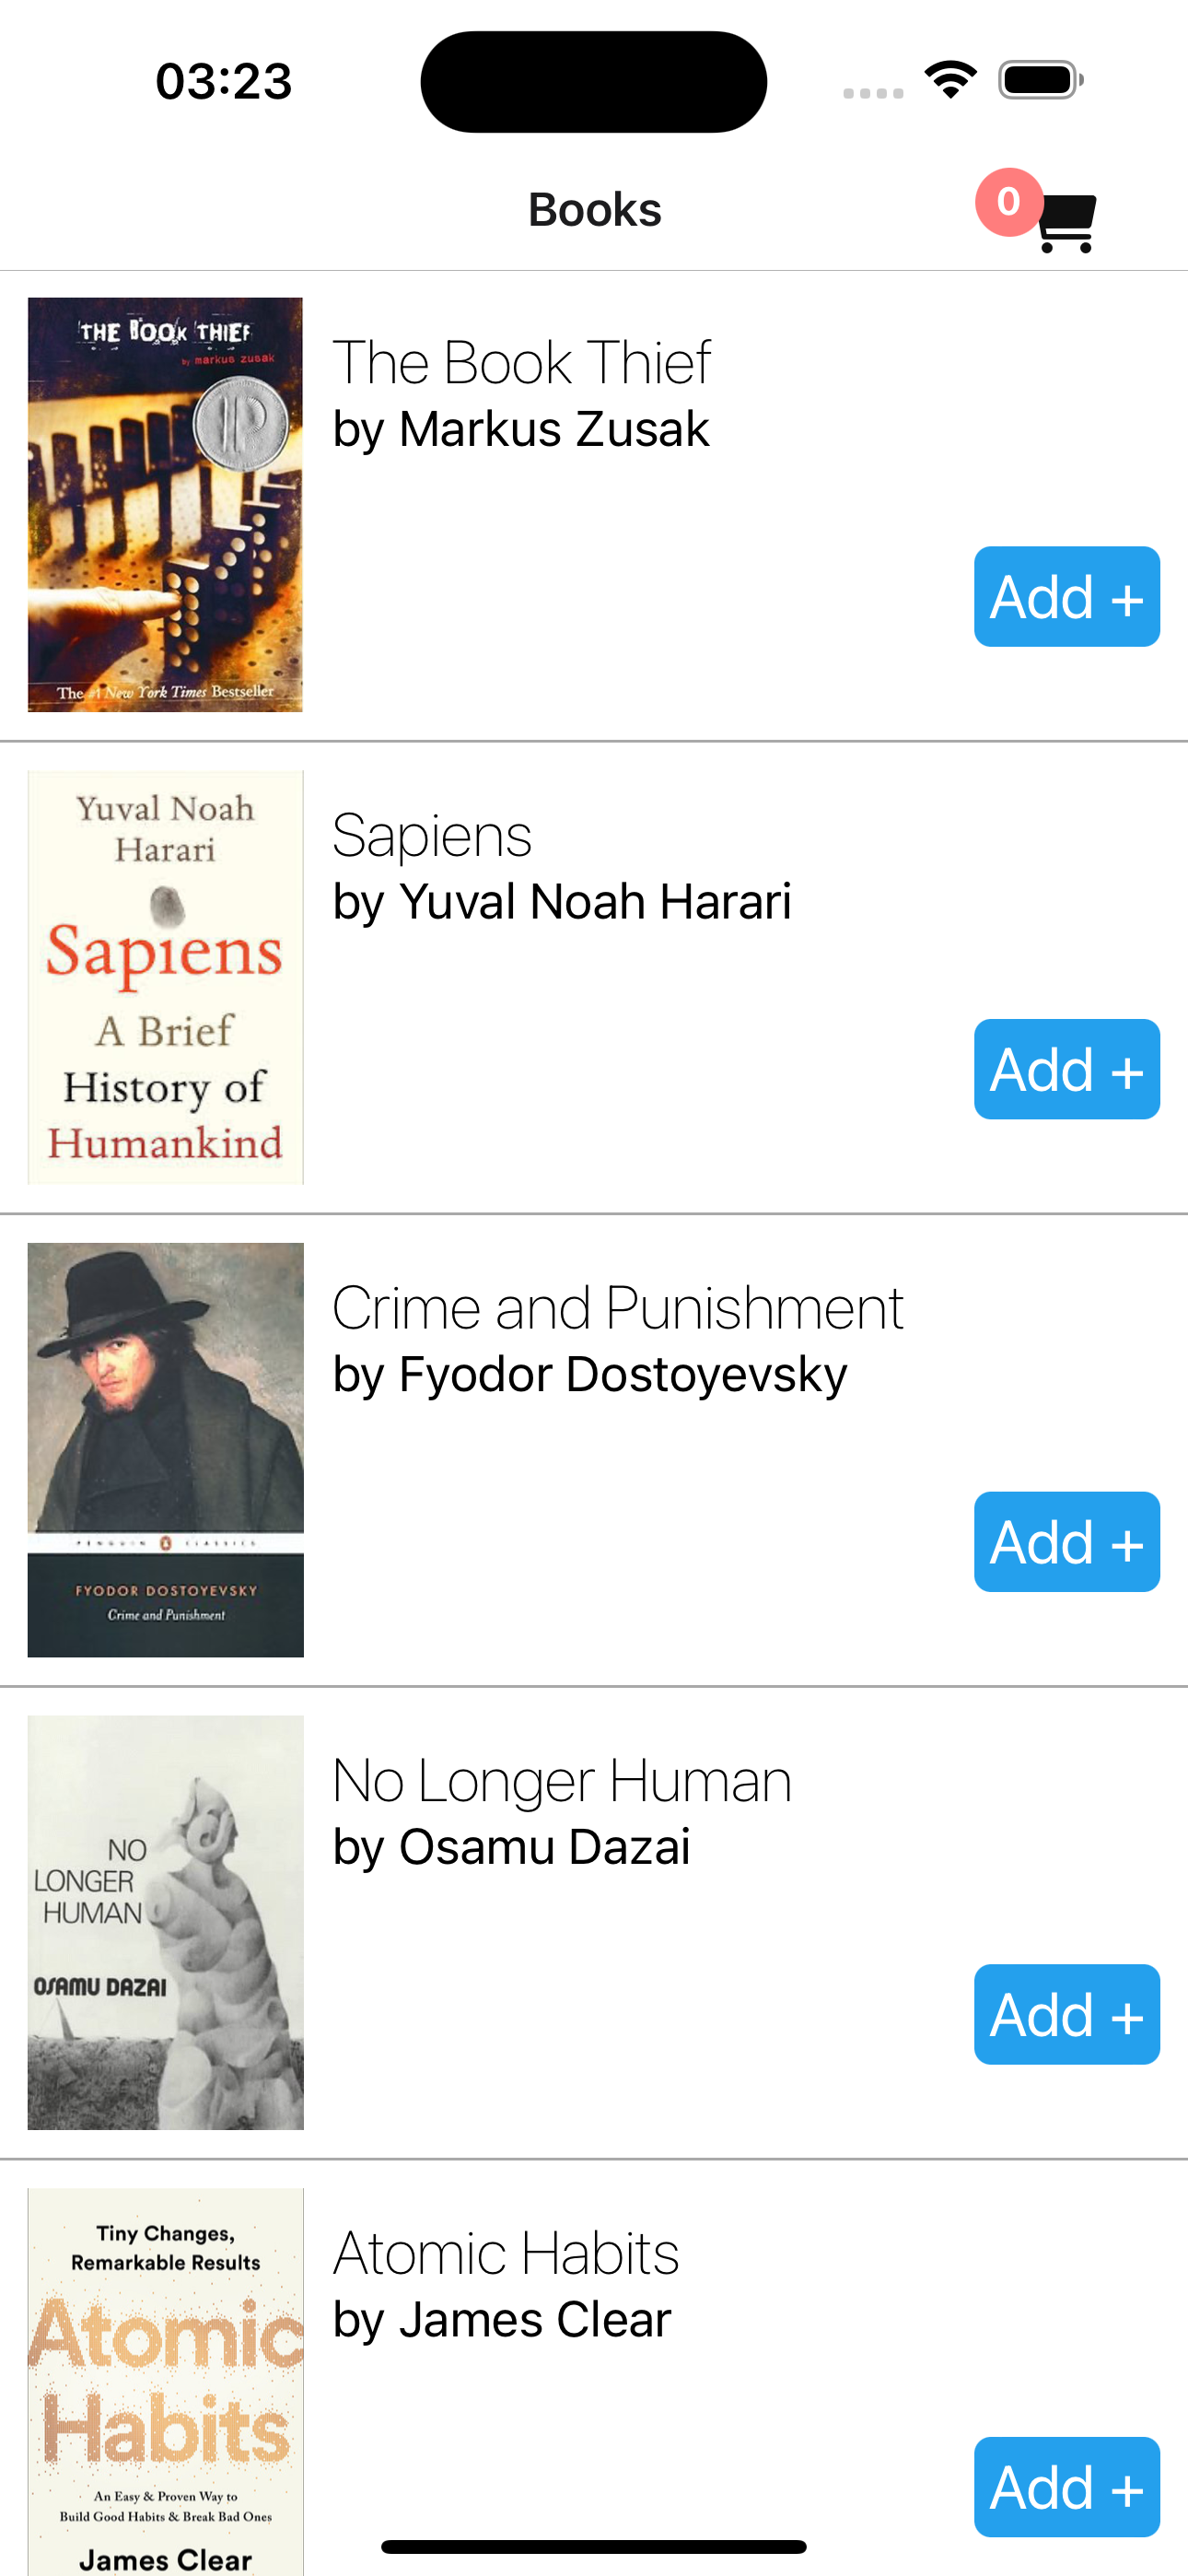 03:23
Books
0
THE BOOK THIEF
by markus zusak
The #1 New York Times Bestseller
The Book Thief
by Markus Zusak
Add +
Yuval Noah
Harari
Sapiens
A Brief
History of
Humankind
Sapiens
by Yuval Noah Harari
Add +
PENGUIN CLASSICS
FYODOR DOSTOYEVSKY
Crime and Punishment
Crime and Punishment
by Fyodor Dostoyevsky
Add +
NO
LONGER
HUMAN
OSAMU DAZAI
No Longer Human
by Osamu Dazai
Add +
Tiny Changes,
Remarkable Results
Atomic
Habits
An Easy & Proven Way to
Build Good Habits & Break Bad Ones
James Clear
Atomic Habits
by James Clear
Add +